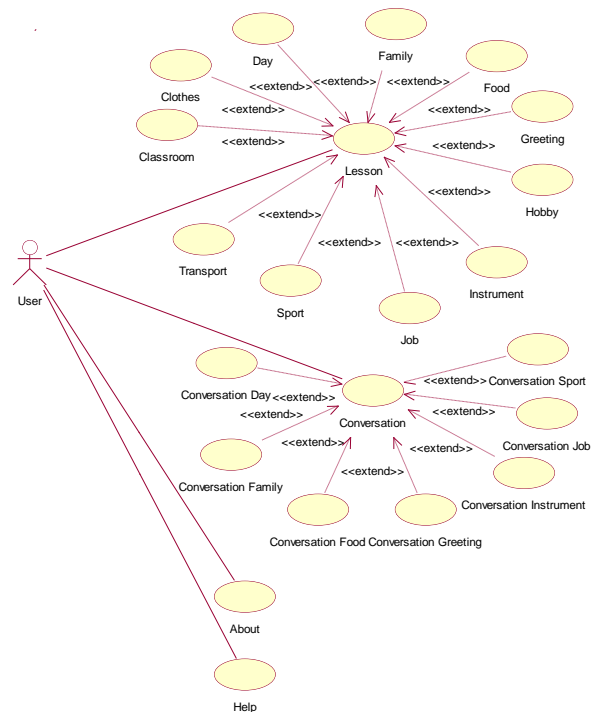 Family
Day
<<extend>>
<<extend>>
<<extend>>
Food
Clothes
<<extend>>
<<extend>>
Greeting
Classroom
<<extend>>
<<extend>>
Lesson
<<extend>>
Hobby
<<extend>>
<<extend>>
<<extend>>
User
Transport
Instrument
Sport
Job
Conversation Day
<<extend>>
<<extend>>
Conversation Sport
<<extend>>
Conversation
<<extend>>
<<extend>>
<<extend>>
Conversation Job
<<extend>>
Conversation Family
Conversation Instrument
Conversation Food Conversation Greeting
About
Help